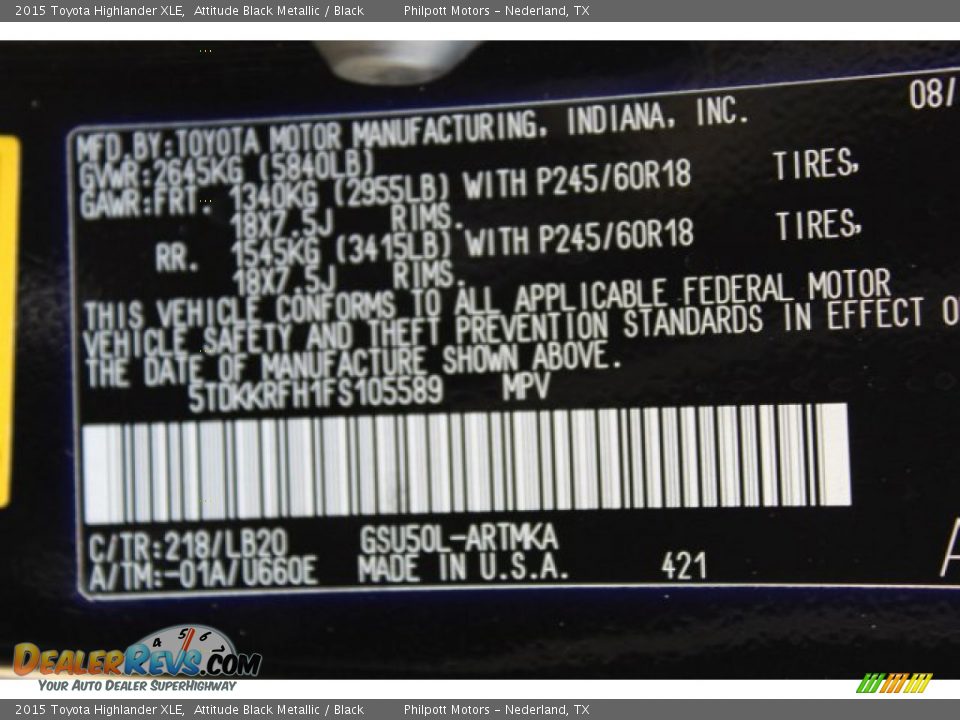 2015 Toyota Highlander XLE,  Attitude Black Metallic / Black    Philpott Motors – Nederland, TX
08/
MFD.BY:TOYOTA MOTOR MANUFACTURING, INDIANA, INC.
GVWR:2645KG (5840LB)
GAWR:FRT. 1340KG (2955LB) WITH P245/60R18 TIRES,
18X7.5J RIMS.
RR. 1545KG (3415LB) WITH P245/60R18 TIRES,
18X7.5J RIMS.
THIS VEHICLE CONFORMS TO ALL APPLICABLE FEDERAL MOTOR
VEHICLE SAFETY AND THEFT PREVENTION STANDARDS IN EFFECT O
THE DATE OF MANUFACTURE SHOWN ABOVE.
5TDKKRFH1FS105589 MPV
C/TR:218/LB20 GSU50L-ARTMKA
A/TM:-01A/U660E MADE IN U.S.A. 421
A
4 5 6
DEALERREVS.COM
YOUR AUTO DEALER SUPERHIGHWAY
2015 Toyota Highlander XLE,  Attitude Black Metallic / Black    Philpott Motors – Nederland, TX